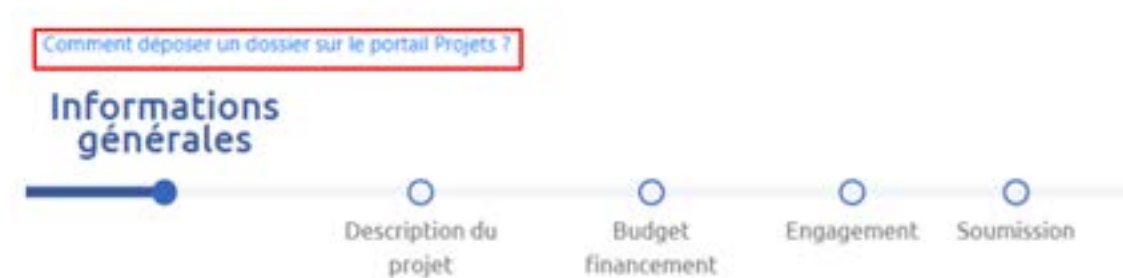 Comment déposer un dossier sur le portail Projets ?
Informations
générales
Description du
projet
Budget
financement
Engagement
Soumission